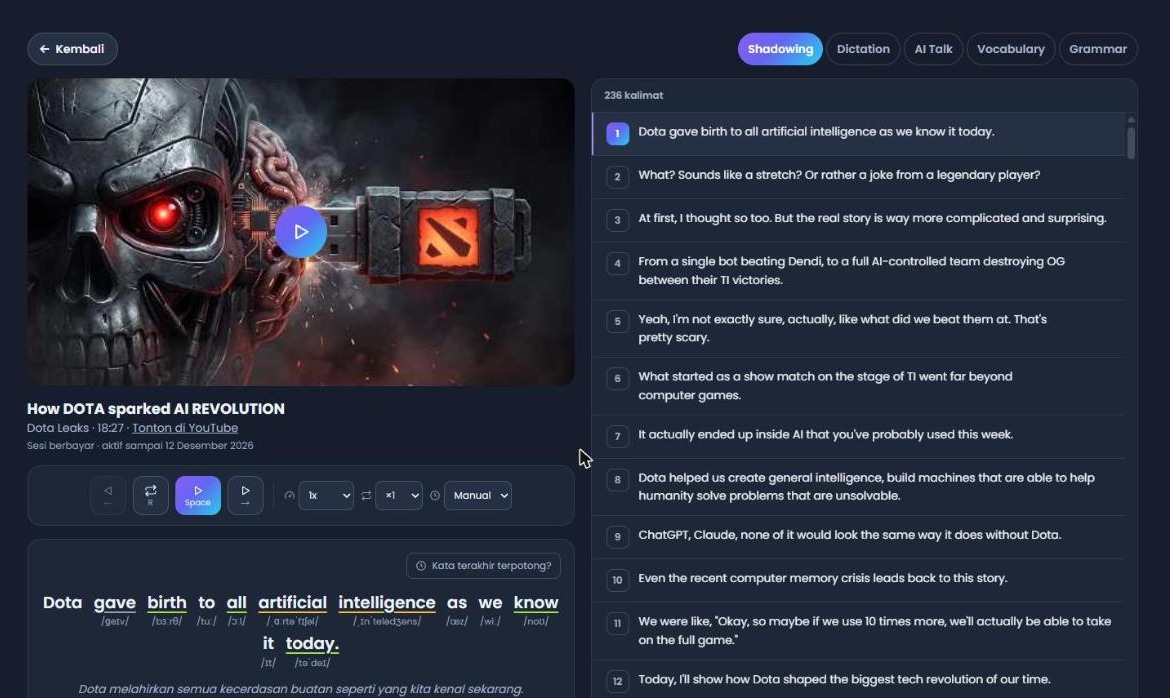 ← Kembali
Shadowing
Dictation
AI Talk
Vocabulary
Grammar
How DOTA sparked AI REVOLUTION
Dota Leaks · 18:27 · Tonton di YouTube
Sesi berbayar · aktif sampai 12 Desember 2026
R
Space
→
1x
×1
Manual
Kata terakhir terpotong?
Dota gave birth to all artificial intelligence as we know
/ɡeɪv/ /bɜːrθ/ /tuː/ /ɔːl/ /ˌɑːrtəˈfɪʃəl/ /ˌɪnˈtelədʒəns/ /æz/ /wiː/ /noʊ/
it today.
/ɪt/ /təˈdeɪ/
Dota melahirkan semua kecerdasan buatan seperti yang kita kenal sekarang.
236 kalimat
1 Dota gave birth to all artificial intelligence as we know it today.
2 What? Sounds like a stretch? Or rather a joke from a legendary player?
3 At first, I thought so too. But the real story is way more complicated and surprising.
4 From a single bot beating Dendi, to a full AI-controlled team destroying OG
between their TI victories.
5 Yeah, I'm not exactly sure, actually, like what did we beat them at. That's
pretty scary.
6 What started as a show match on the stage of TI went far beyond
computer games.
7 It actually ended up inside AI that you've probably used this week.
8 Dota helped us create general intelligence, build machines that are able to help
humanity solve problems that are unsolvable.
9 ChatGPT, Claude, none of it would look the same way it does without Dota.
10 Even the recent computer memory crisis leads back to this story.
11 We were like, "Okay, so maybe if we use 10 times more, we'll actually be able to take
on the full game."
12 Today, I'll show how Dota shaped the biggest tech revolution of our time.